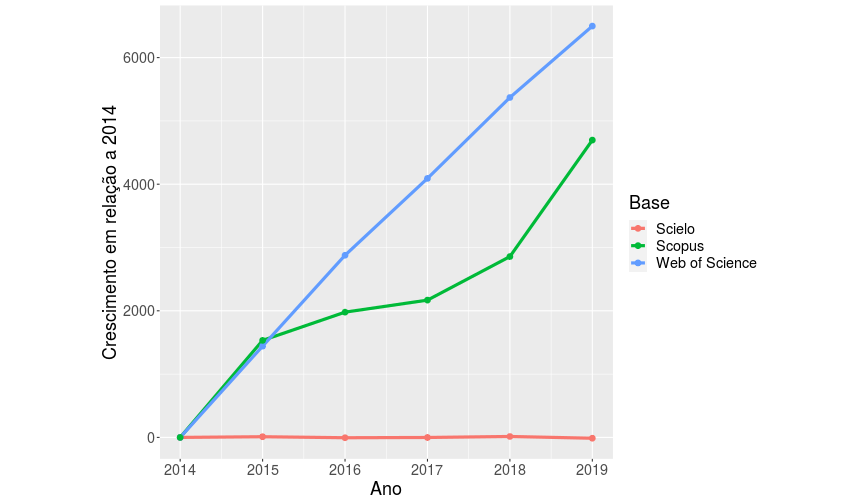 6000
4000
2000
0
Crescimento em relação a 2014
2014 2015 2016 2017 2018 2019
Ano
Base
Scielo
Scopus
Web of Science